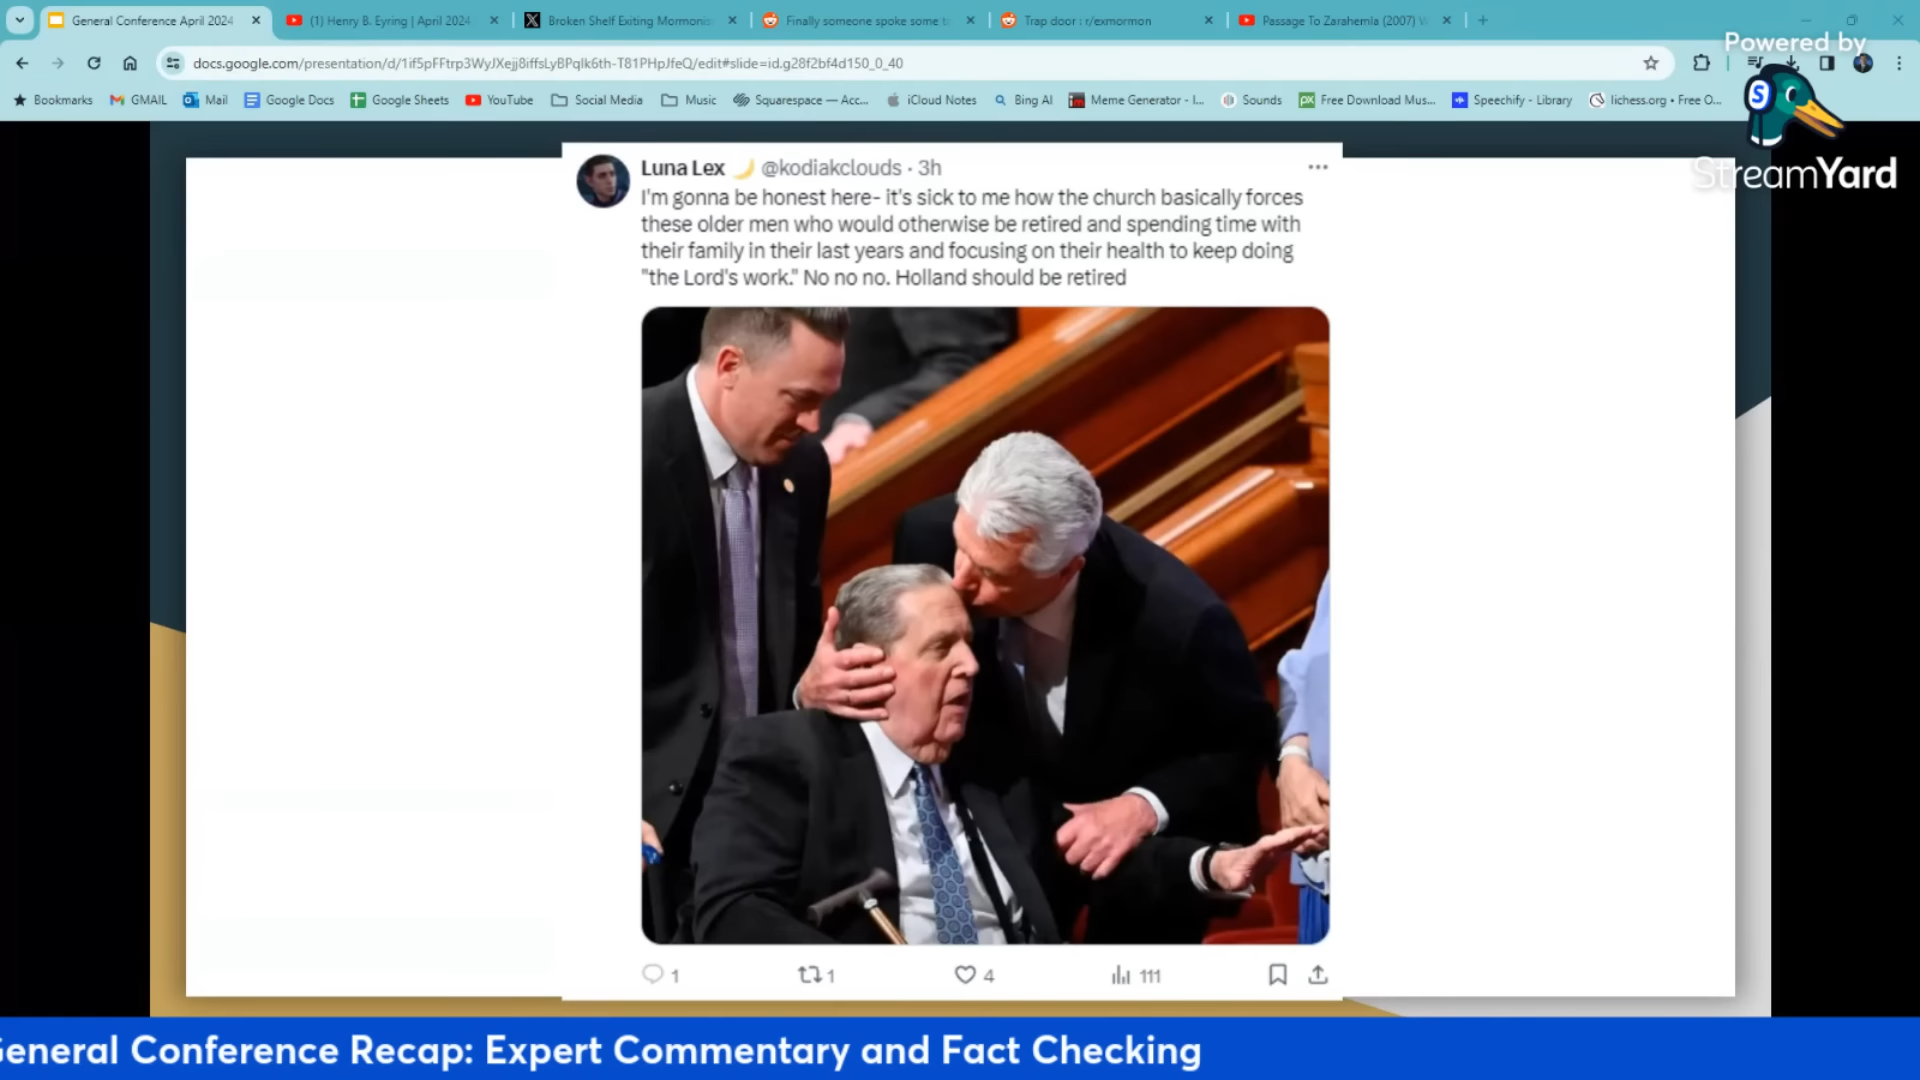 General Conference April 2024
(1) Henry B. Eyring | April 2024
Broken Shelf Exiting Mormonis
Finally someone spoke some t
Trap door : r/exmormon
Passage To Zarahemla (2007)
docs.google.com/presentation/d/1if5pFFtrp3WyJXejj8iffsLyBPqlk6th-T81PHpJfeQ/edit#slide=id.g28f2bf4d150_0_40
Bookmarks
GMAIL
Mail
Google Docs
Google Sheets
YouTube
Social Media
Music
Squarespace — Acc...
iCloud Notes
Bing AI
Meme Generator - I...
Sounds
Free Download Mus...
Speechify - Library
lichess.org • Free O...
Powered by
StreamYard
Luna Lex @kodiakclouds · 3h
I'm gonna be honest here- it's sick to me how the church basically forces
these older men who would otherwise be retired and spending time with
their family in their last years and focusing on their health to keep doing
"the Lord's work." No no no. Holland should be retired
1
1
4
111
General Conference Recap: Expert Commentary and Fact Checking